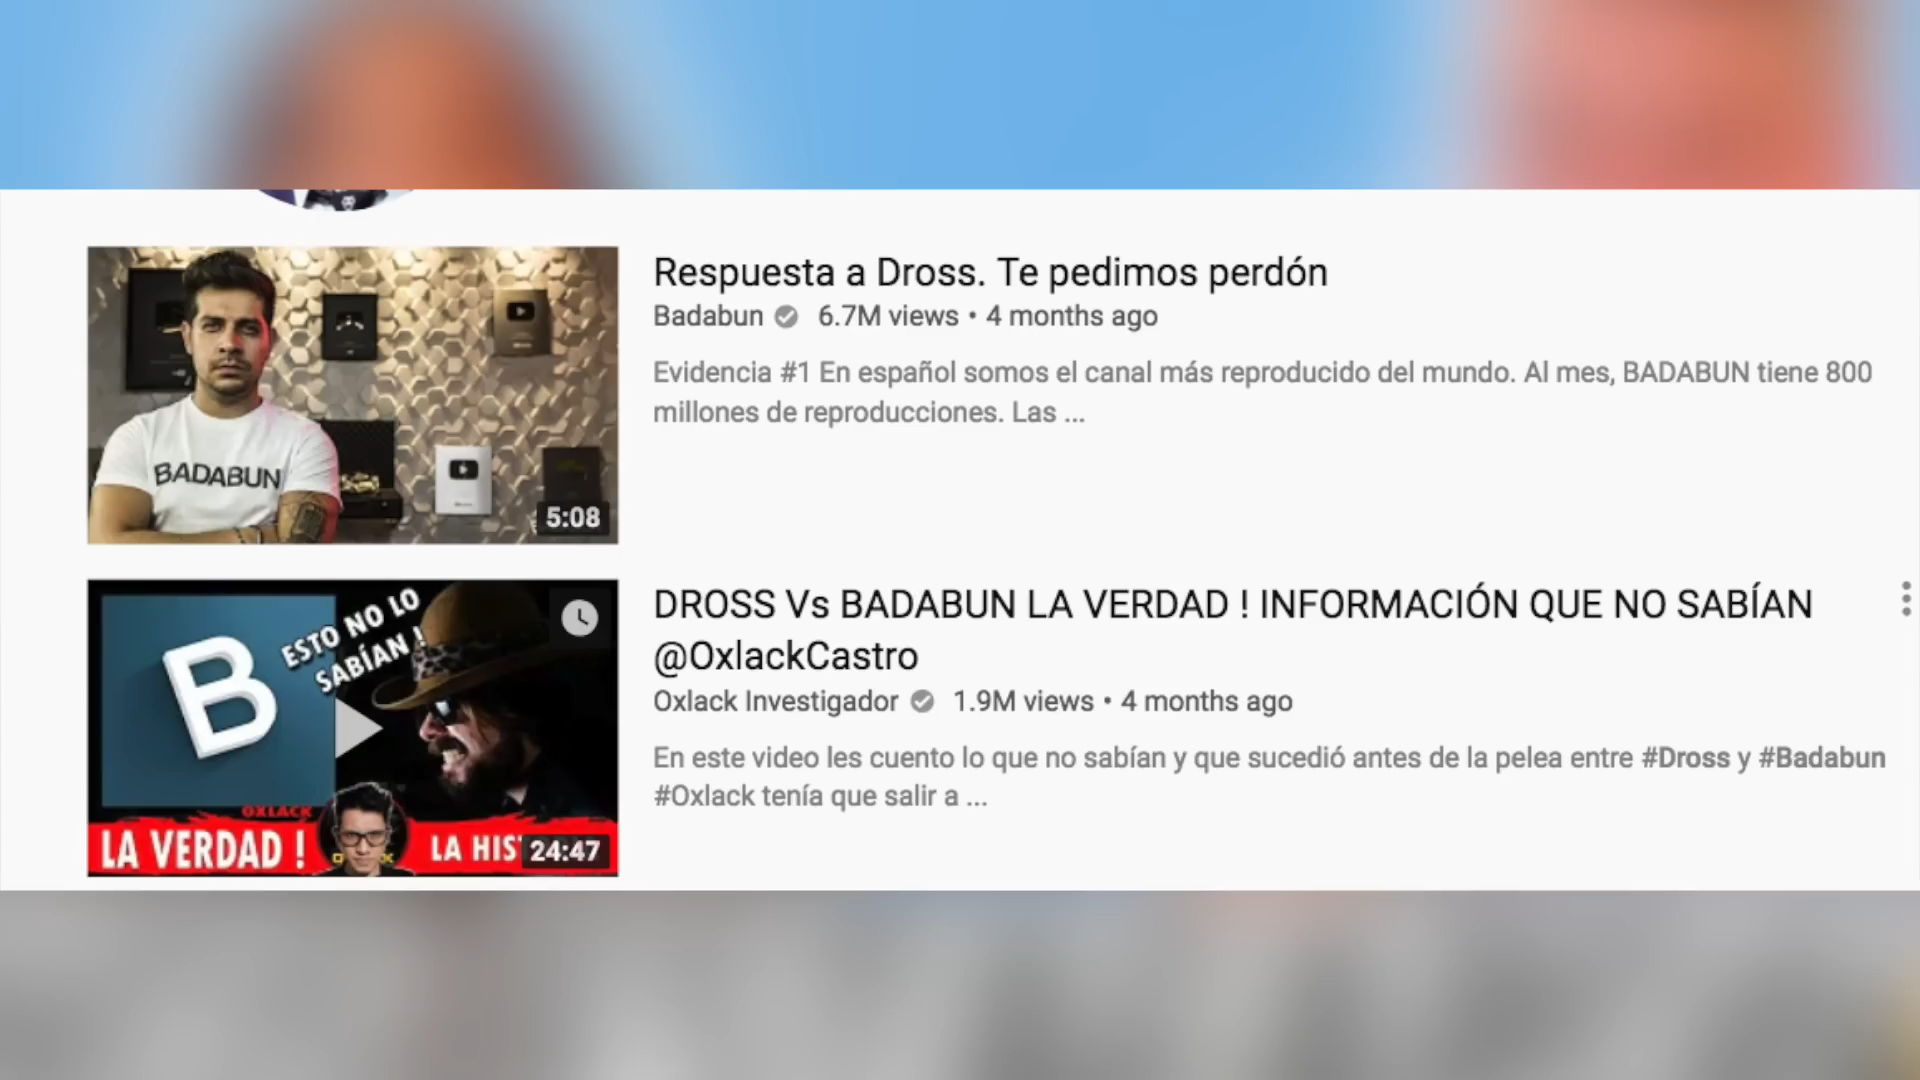 Respuesta a Dross. Te pedimos perdón
Badabun 6.7M views • 4 months ago
Evidencia #1 En español somos el canal más reproducido del mundo. Al mes, BADABUN tiene 800
millones de reproducciones. Las ...
BADABUN
5:08
DROSS Vs BADABUN LA VERDAD ! INFORMACIÓN QUE NO SABÍAN
@OxlackCastro
Oxlack Investigador 1.9M views • 4 months ago
En este video les cuento lo que no sabían y que sucedió antes de la pelea entre #Dross y #Badabun
#Oxlack tenía que salir a ...
B
ESTO NO LO
SABÍAN !
OXLACK
LA VERDAD !
LA HIS
24:47